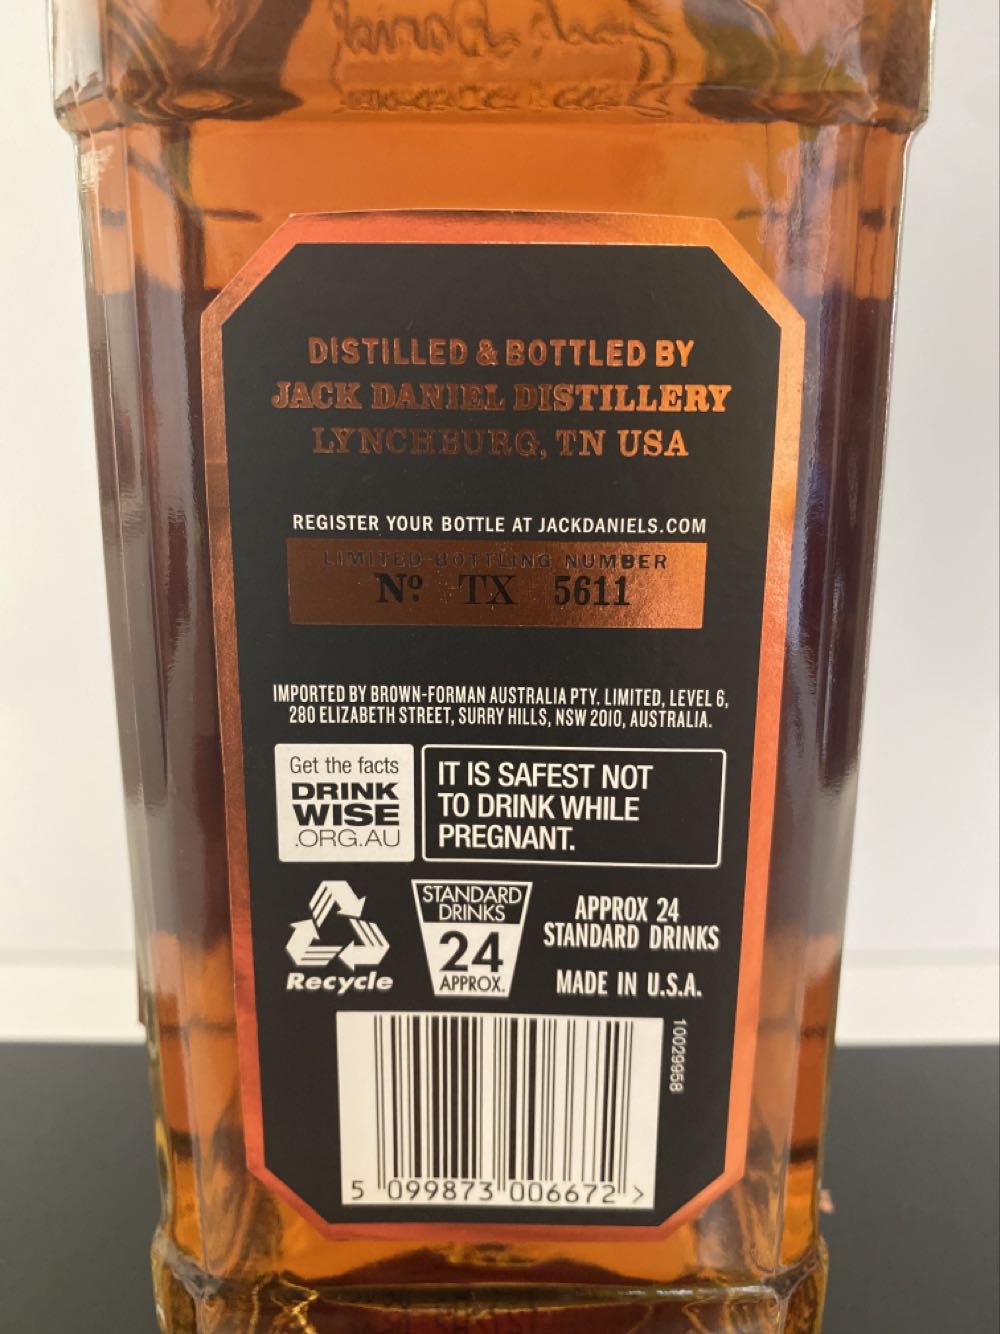 DISTILLED & BOTTLED BY
JACK DANIEL DISTILLERY
LYNCHBURG, TN USA
REGISTER YOUR BOTTLE AT JACKDANIELS.COM
LIMITED BOTTLING NUMBER
Nº TX 5611
IMPORTED BY BROWN-FORMAN AUSTRALIA PTY. LIMITED, LEVEL 6,
280 ELIZABETH STREET, SURRY HILLS, NSW 2010, AUSTRALIA.
Get the facts
DRINK
WISE
.ORG.AU
IT IS SAFEST NOT
TO DRINK WHILE
PREGNANT.
Recycle
STANDARD
DRINKS
24
APPROX.
APPROX 24
STANDARD DRINKS
MADE IN U.S.A.
10029958
5 099873 006672 >